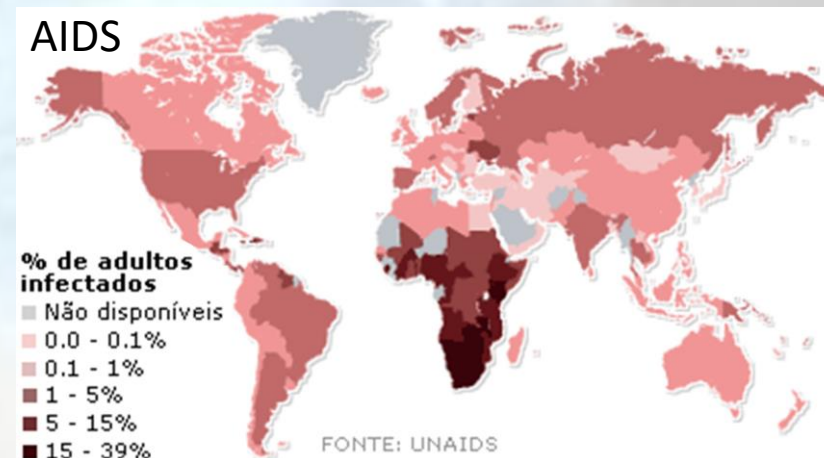 AIDS
% de adultos
infectados
Não disponíveis
0.0 - 0.1%
0.1 - 1%
1 - 5%
5 - 15%
15 - 39%
FONTE: UNAIDS